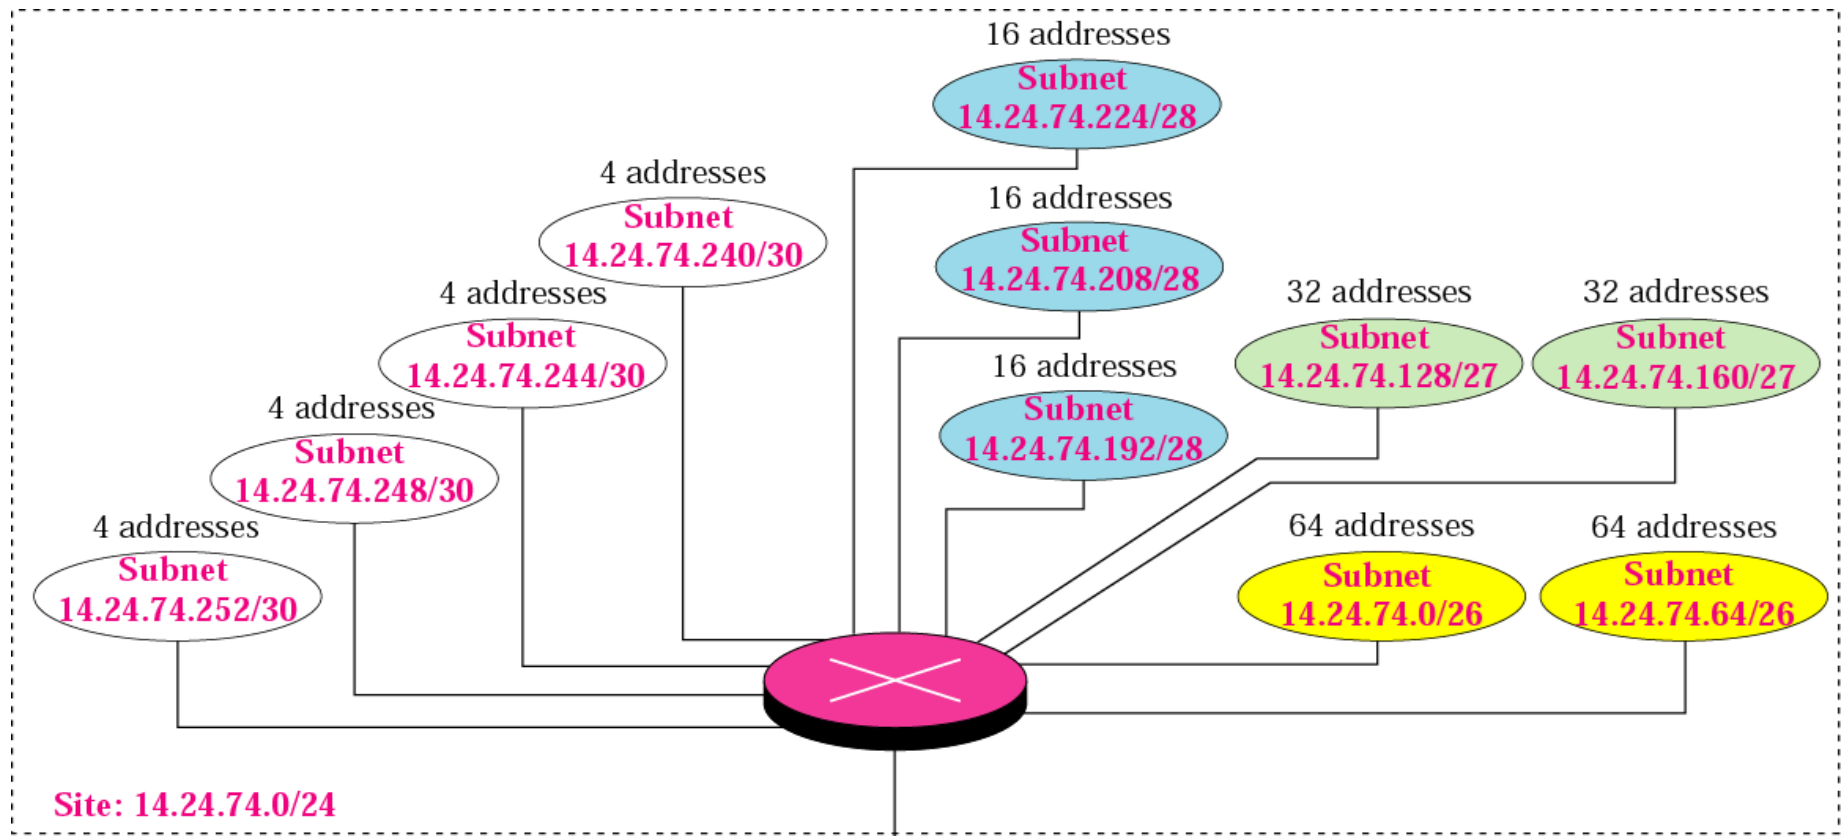 16 addresses
Subnet
14.24.74.224/28
4 addresses
Subnet
14.24.74.240/30
16 addresses
Subnet
14.24.74.208/28
4 addresses
Subnet
14.24.74.244/30
32 addresses
Subnet
14.24.74.128/27
32 addresses
Subnet
14.24.74.160/27
16 addresses
Subnet
14.24.74.192/28
4 addresses
Subnet
14.24.74.248/30
4 addresses
Subnet
14.24.74.252/30
64 addresses
Subnet
14.24.74.0/26
64 addresses
Subnet
14.24.74.64/26
Site: 14.24.74.0/24